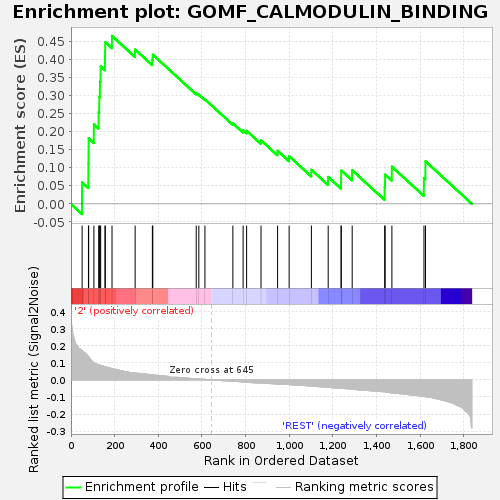 Enrichment plot: GOMF_CALMODULIN_BINDING
Enrichment score (ES)
0.45
0.40
0.35
0.30
0.25
0.20
0.15
0.10
0.05
0.00
-0.05
'2' (positively correlated)
Ranked list metric (Signal2Noise)
0.4
0.3
0.2
0.1
0.0
-0.1
-0.2
-0.3
Zero cross at 645
'REST' (negatively correlated)
0 200 400 600 800 1,000 1,200 1,400 1,600 1,800
Rank in Ordered Dataset
Enrichment profile Hits Ranking metric scores